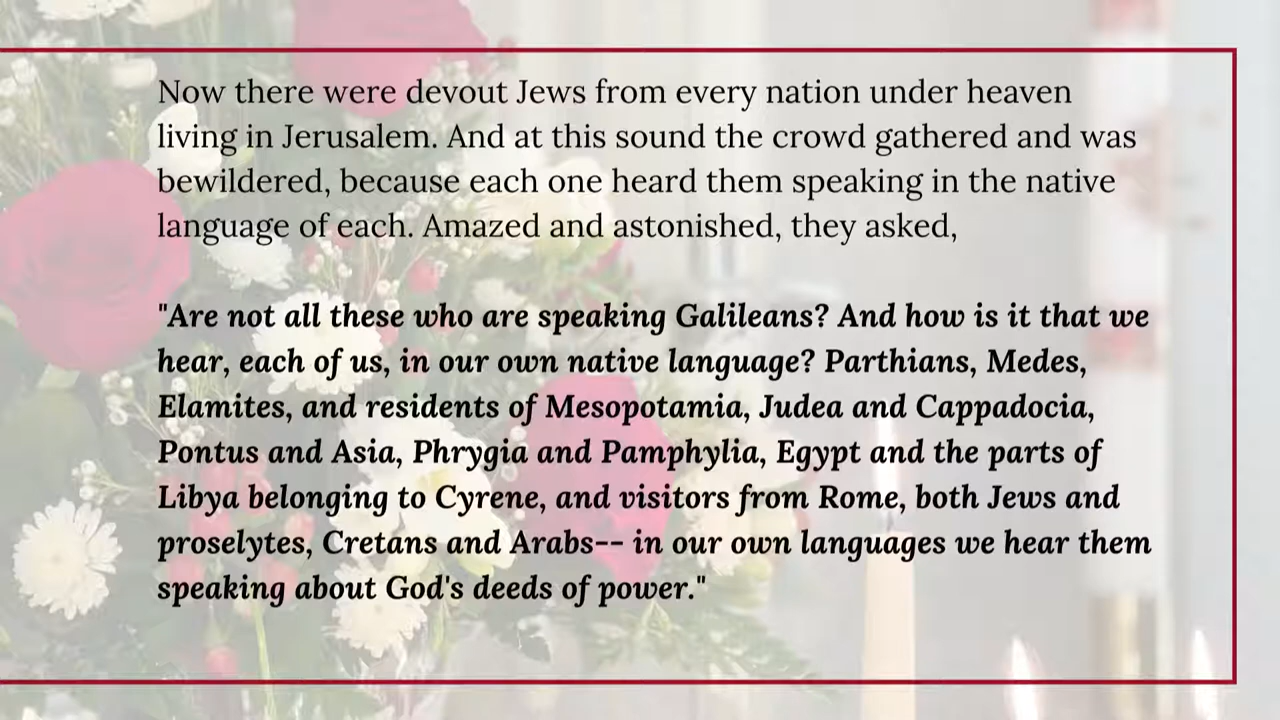 Now there were devout Jews from every nation under heaven
living in Jerusalem. And at this sound the crowd gathered and was
bewildered, because each one heard them speaking in the native
language of each. Amazed and astonished, they asked,
"Are not all these who are speaking Galileans? And how is it that we
hear, each of us, in our own native language? Parthians, Medes,
Elamites, and residents of Mesopotamia, Judea and Cappadocia,
Pontus and Asia, Phrygia and Pamphylia, Egypt and the parts of
Libya belonging to Cyrene, and visitors from Rome, both Jews and
proselytes, Cretans and Arabs-- in our own languages we hear them
speaking about God's deeds of power."